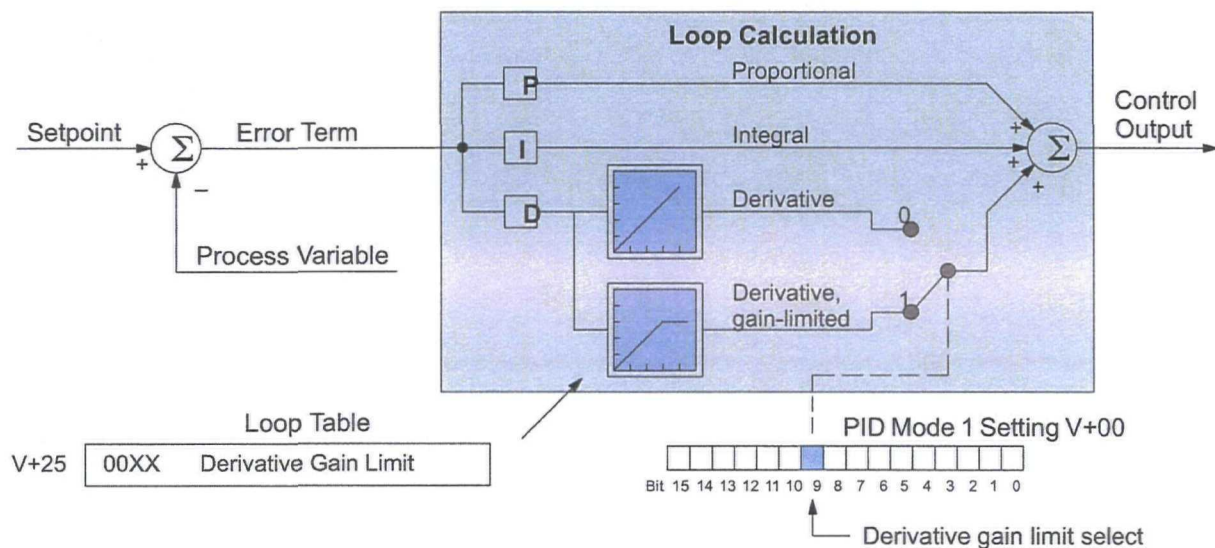 Loop Calculation
P
Proportional
Control
Output
Setpoint
Error Term
I
Integral
+
Σ
+
+
Σ
+
−
D
Derivative
0
Process Variable
Derivative,
gain-limited
1
Loop Table
PID Mode 1 Setting V+00
V+25
00XX Derivative Gain Limit
Bit 15 14 13 12 11 10 9 8 7 6 5 4 3 2 1 0
Derivative gain limit select